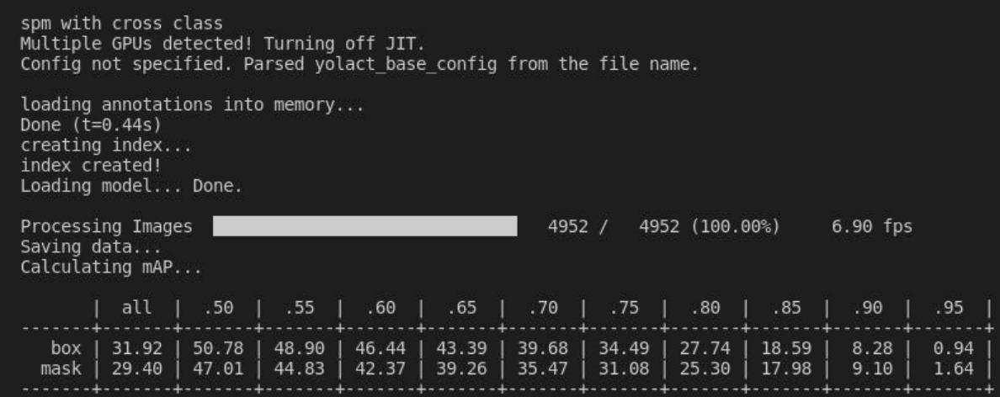 spm with cross class
Multiple GPUs detected! Turning off JIT.
Config not specified. Parsed yolact_base_config from the file name.
loading annotations into memory...
Done (t=0.44s)
creating index...
index created!
Loading model... Done.
Processing Images 4952 / 4952 (100.00%) 6.90 fps
Saving data...
Calculating mAP...
| all | .50 | .55 | .60 | .65 | .70 | .75 | .80 | .85 | .90 | .95 |
-------+-------+-------+-------+-------+-------+-------+-------+-------+-------+-------+-------+
box | 31.92 | 50.78 | 48.90 | 46.44 | 43.39 | 39.68 | 34.49 | 27.74 | 18.59 | 8.28 | 0.94 |
mask | 29.40 | 47.01 | 44.83 | 42.37 | 39.26 | 35.47 | 31.08 | 25.30 | 17.98 | 9.10 | 1.64 |
-------+-------+-------+-------+-------+-------+-------+-------+-------+-------+-------+-------+